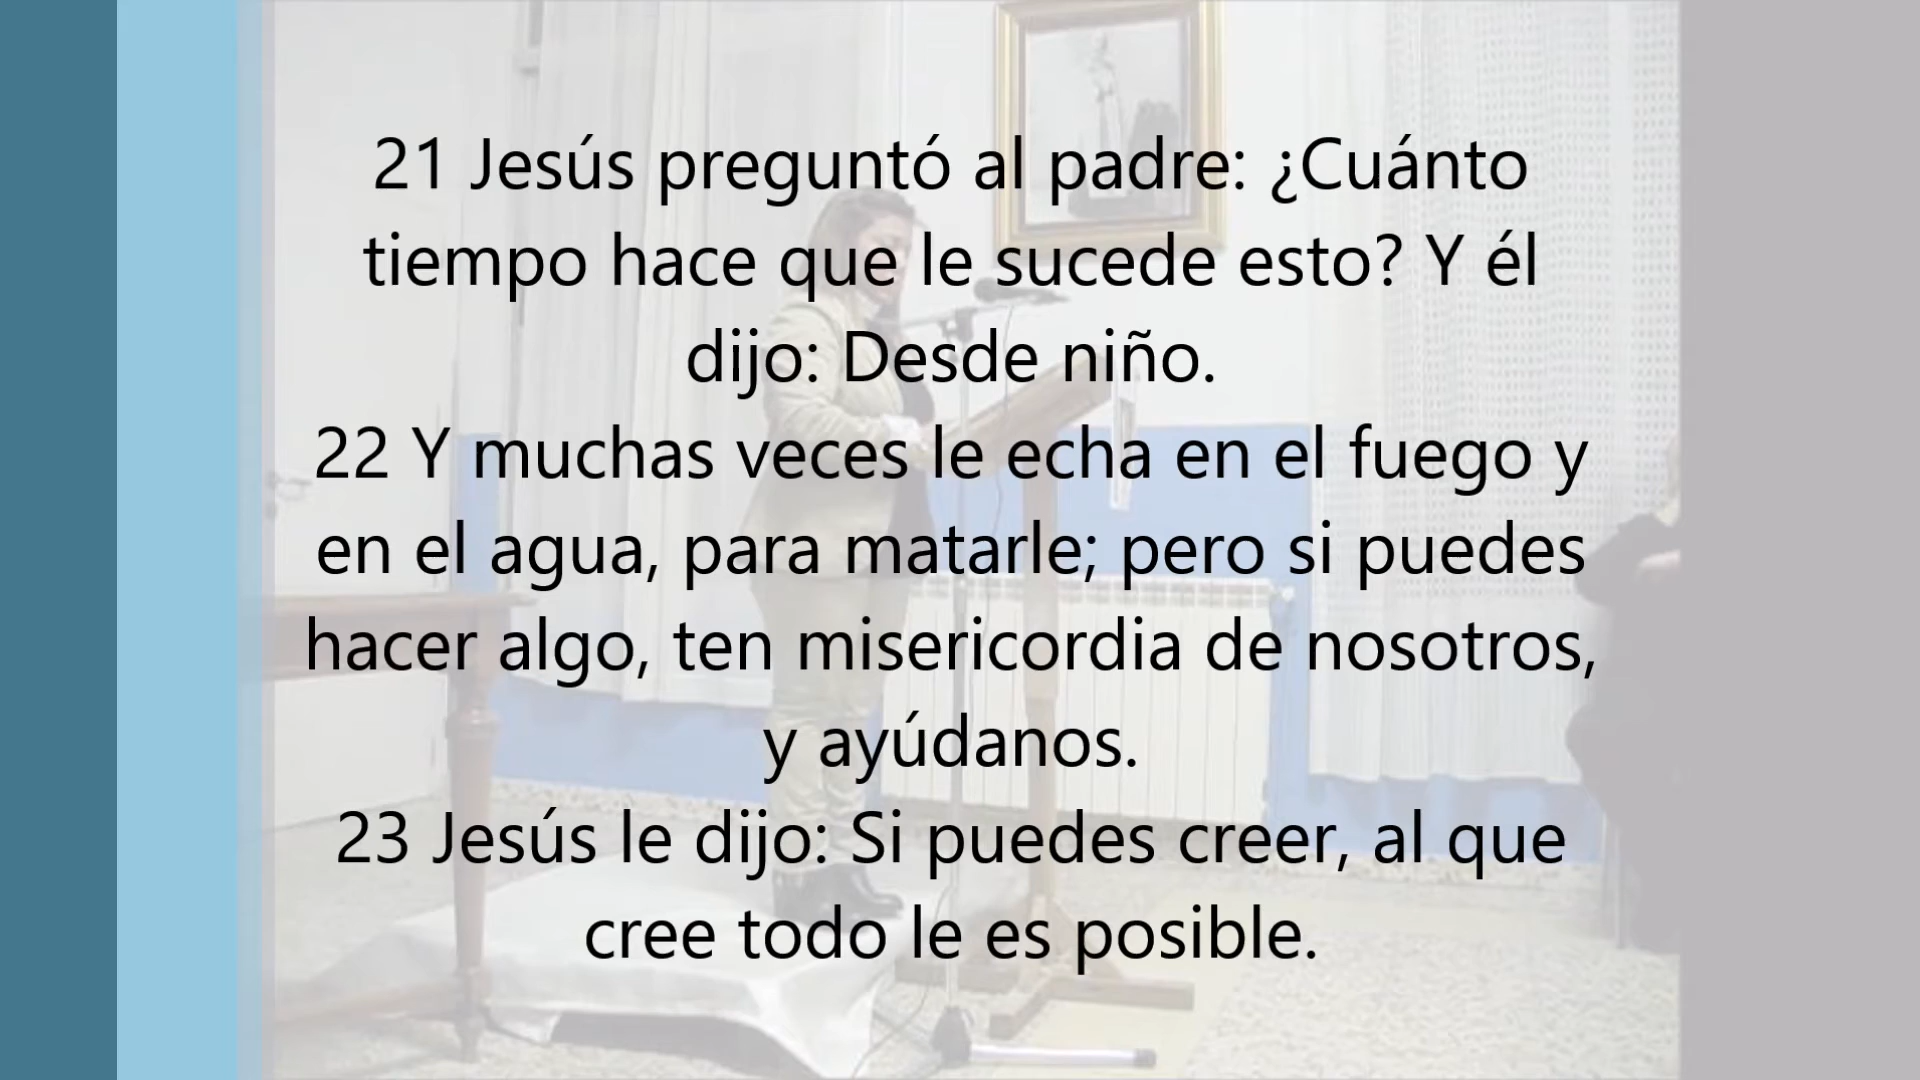 21 Jesús preguntó al padre: ¿Cuánto
tiempo hace que le sucede esto? Y él
dijo: Desde niño.
22 Y muchas veces le echa en el fuego y
en el agua, para matarle; pero si puedes
hacer algo, ten misericordia de nosotros,
y ayúdanos.
23 Jesús le dijo: Si puedes creer, al que
cree todo le es posible.